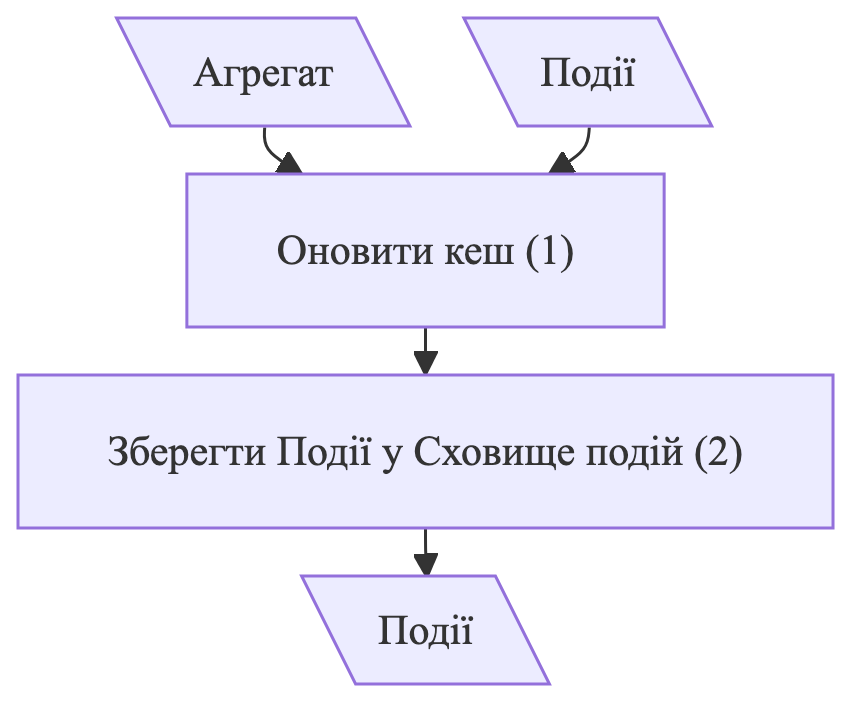 Агрегат
Події
Оновити кеш (1)
Зберегти Події у Сховище подій (2)
Події